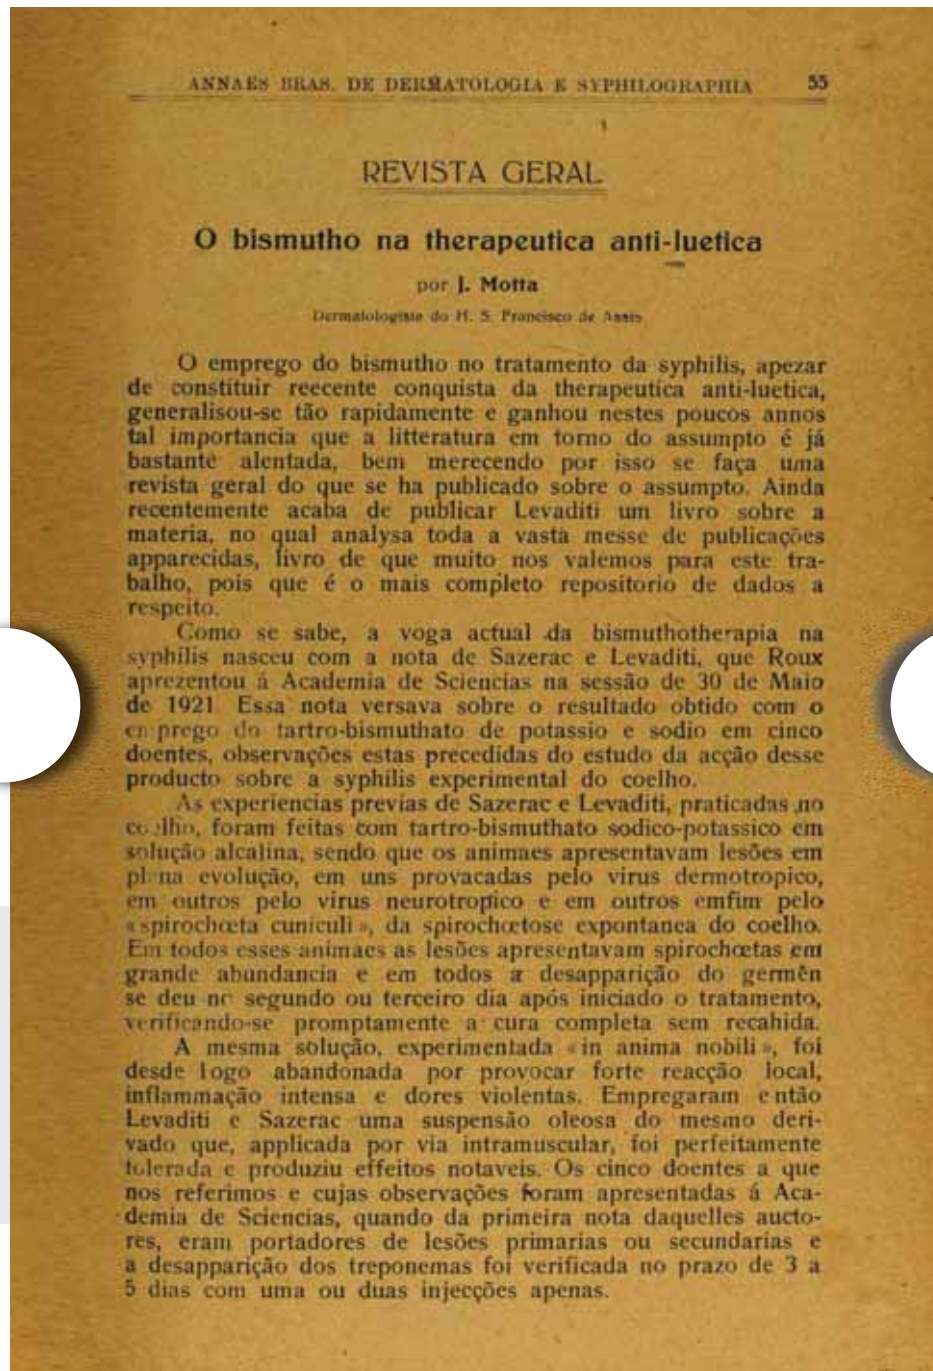 ANNAES BRAS. DE DERMATOLOGIA E SYPHILOGRAPHIA 55
REVISTA GERAL
O bismutho na therapeutica anti-luetica
por J. Motta
Dermatologista do H. S. Francisco de Assis
O emprego do bismutho no tratamento da syphilis, apezar
de constituir reecente conquista da therapeutica anti-luetica,
generalisou-se tão rapidamente e ganhou nestes poucos annos
tal importancia que a litteratura em torno do assumpto é já
bastante alentada, bem merecendo por isso se faça uma
revista geral do que se ha publicado sobre o assumpto. Ainda
recentemente acaba de publicar Levaditi um livro sobre a
materia, no qual analysa toda a vasta messe de publicações
apparecidas, livro de que muito nos valemos para este tra-
balho, pois que é o mais completo repositorio de dados a
respeito.
Como se sabe, a voga actual da bismuthotherapia na
syphilis nasceu com a nota de Sazerac e Levaditi, que Roux
aprezentou á Academia de Sciencias na sessão de 30 de Maio
de 1921. Essa nota versava sobre o resultado obtido com o
emprego do tartro-bismuthato de potassio e sodio em cinco
doentes, observações estas precedidas do estudo da acção desse
producto sobre a syphilis experimental do coelho.
As experiencias previas de Sazerac e Levaditi, praticadas no
coelho, foram feitas com tartro-bismuthato sodico-potassico em
solução alcalina, sendo que os animaes apresentavam lesões em
plena evolução, em uns provacadas pelo virus dermotropico,
em outros pelo virus neurotropico e em outros emfim pelo
«spirochœta cuniculi», da spirochœtose expontanea do coelho.
Em todos esses animaes as lesões apresentavam spirochœtas em
grande abundancia e em todos a desapparição do germên
se deu no segundo ou terceiro dia após iniciado o tratamento,
verificando-se promptamente a cura completa sem recahida.
A mesma solução, experimentada «in anima nobili», foi
desde logo abandonada por provocar forte reacção local,
inflammação intensa e dores violentas. Empregaram então
Levaditi e Sazerac uma suspensão oleosa do mesmo deri-
vado que, applicada por via intramuscular, foi perfeitamente
tolerada e produziu effeitos notaveis. Os cinco doentes a que
nos referimos e cujas observações foram apresentadas á Aca-
demia de Sciencias, quando da primeira nota daquelles aucto-
res, eram portadores de lesões primarias ou secundarias e
a desapparição dos treponemas foi verificada no prazo de 3 a
5 dias com uma ou duas injecções apenas.